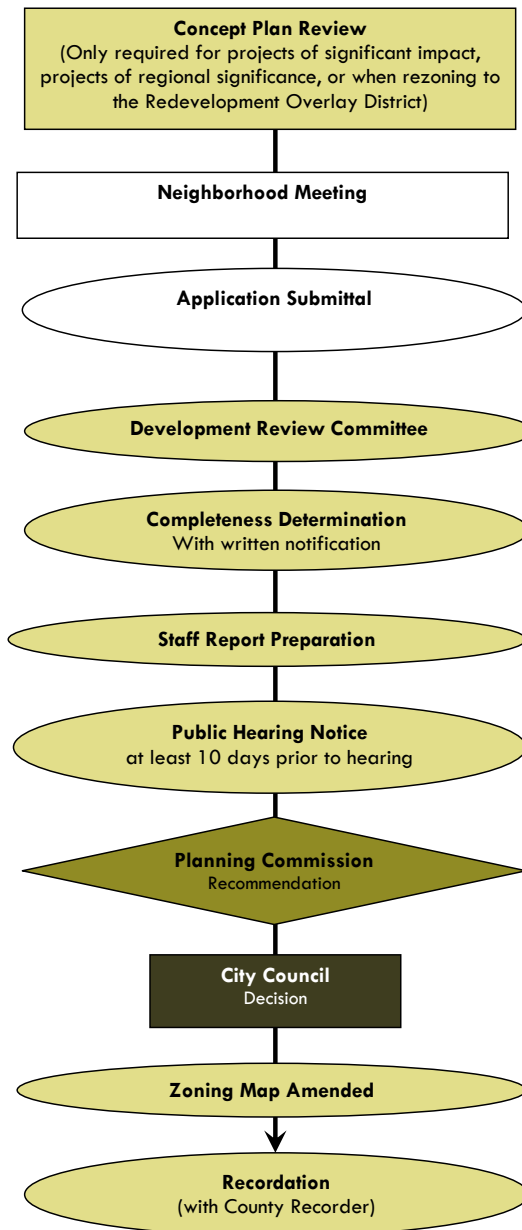 Concept Plan Review
(Only required for projects of significant impact,
projects of regional significance, or when rezoning to
the Redevelopment Overlay District)
Neighborhood Meeting
Application Submittal
Development Review Committee
Completeness Determination
With written notification
Staff Report Preparation
Public Hearing Notice
at least 10 days prior to hearing
Planning Commission
Recommendation
City Council
Decision
Zoning Map Amended
Recordation
(with County Recorder)